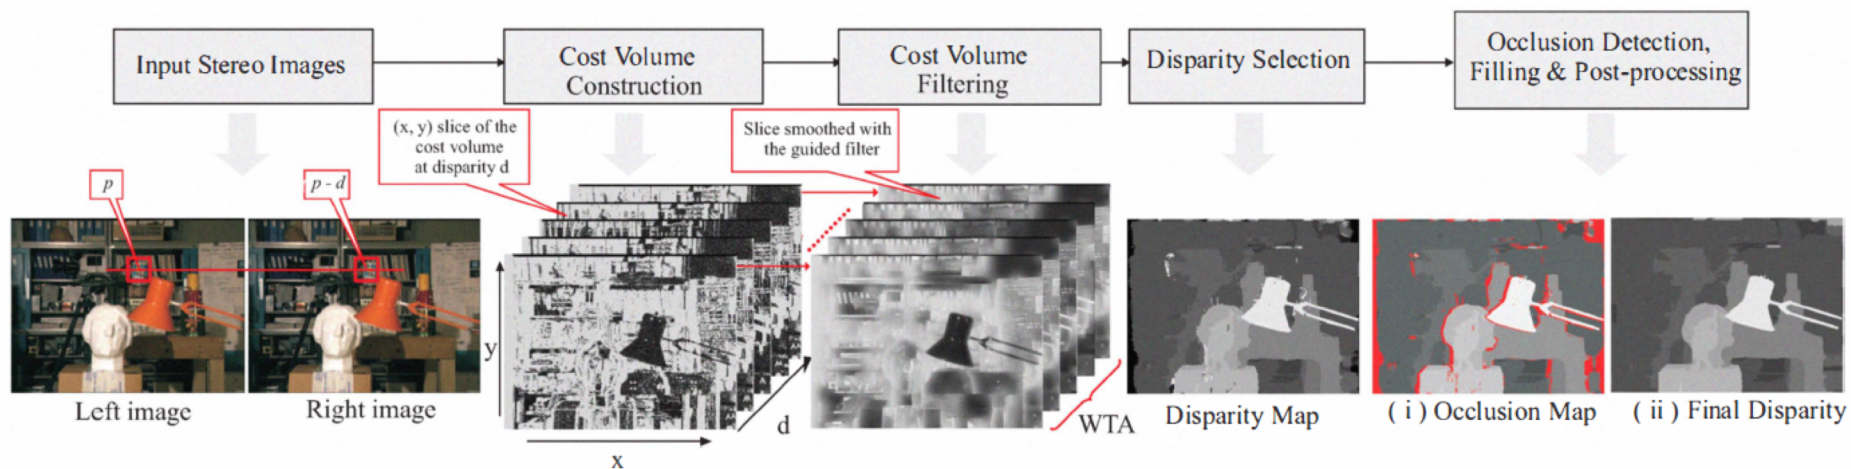 Input Stereo Images
Cost Volume
Construction
Cost Volume
Filtering
Disparity Selection
Occlusion Detection,
Filling & Post-processing
(x, y) slice of the
cost volume
at disparity d
Slice smoothed with
the guided filter
p
p - d
y
x
d
WTA
Left image
Right image
Disparity Map
( i ) Occlusion Map
( ii ) Final Disparity